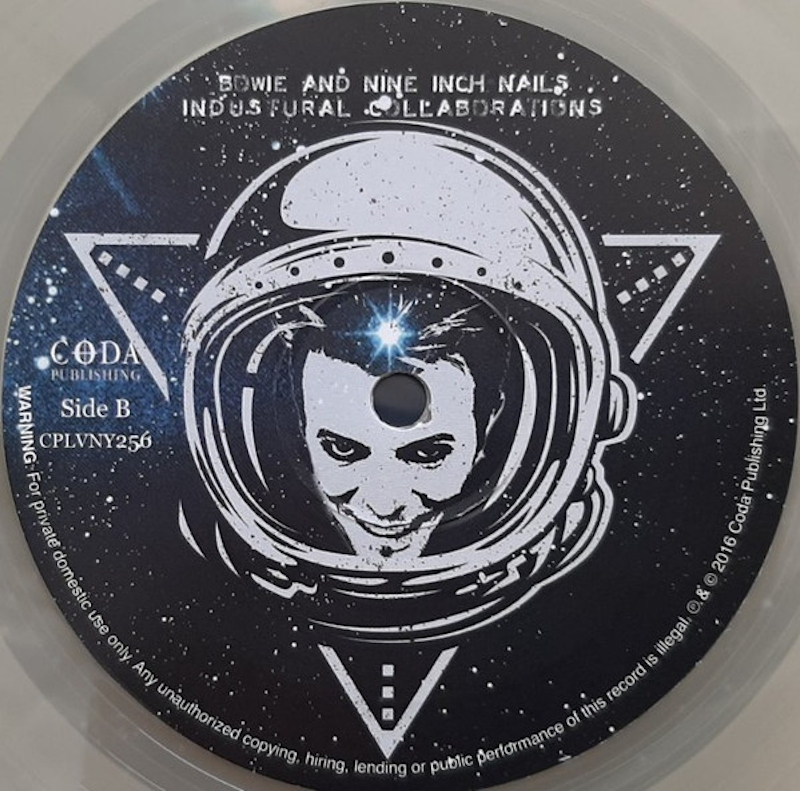 BOWIE AND NINE INCH NAILS
INDUSTURAL COLLABORATIONS
CODA
PUBLISHING
Side B
CPLVNY256
WARNING: For private domestic use only. Any unauthorized copying, hiring, lending or public performance of this record is illegal. ℗ & © 2016 Coda Publishing Ltd.